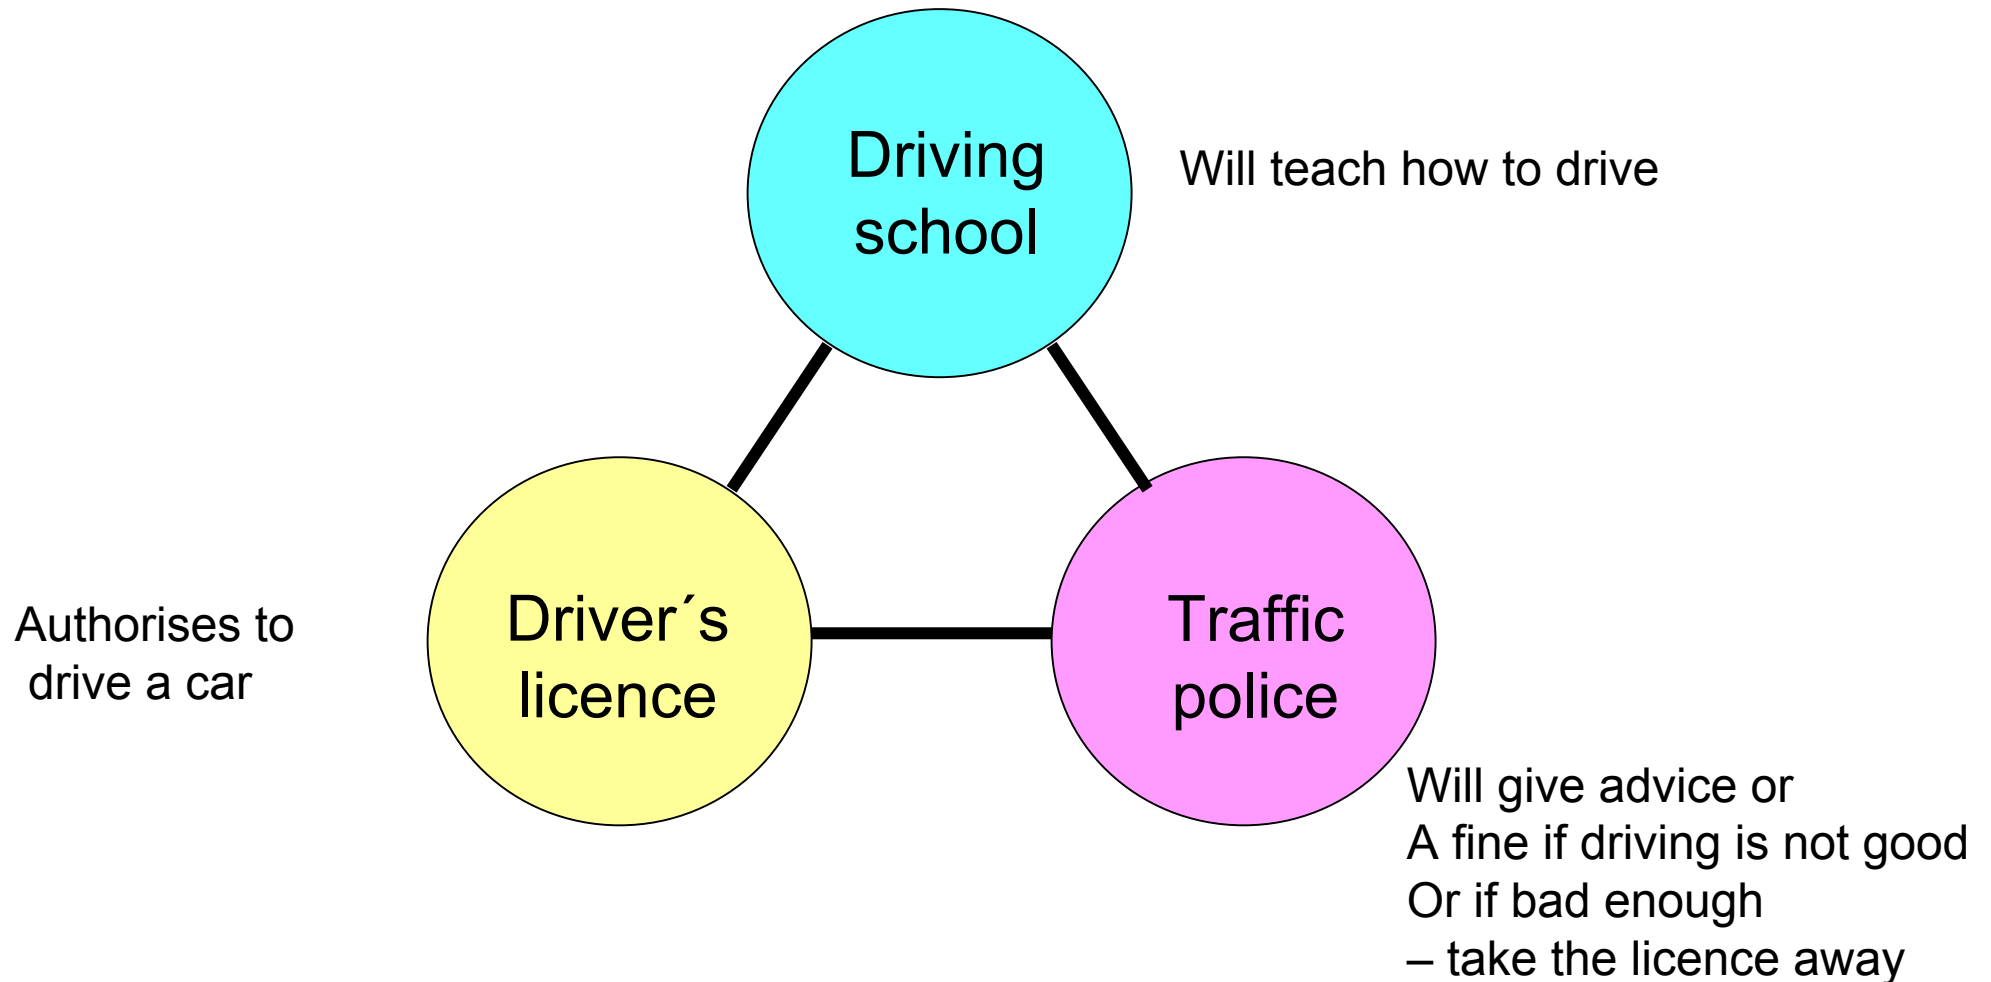 Driving
school
Will teach how to drive
Authorises to
drive a car
Driver´s
licence
Traffic
police
Will give advice or
A fine if driving is not good
Or if bad enough
– take the licence away